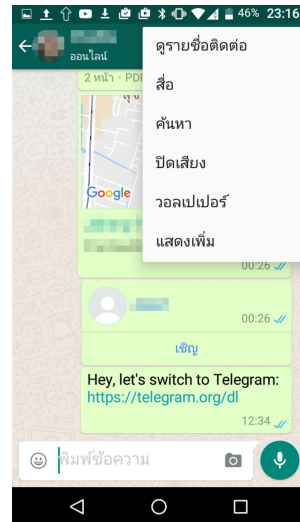 46% 23:16
ออนไลน์
ดูรายชื่อติดต่อ
สื่อ
ค้นหา
ปิดเสียง
วอลเปเปอร์
แสดงเพิ่ม
2 หน้า · PDF
Google
00:26
00:26
เชิญ
Hey, let's switch to Telegram:
https://telegram.org/dl
12:34
พิมพ์ข้อความ